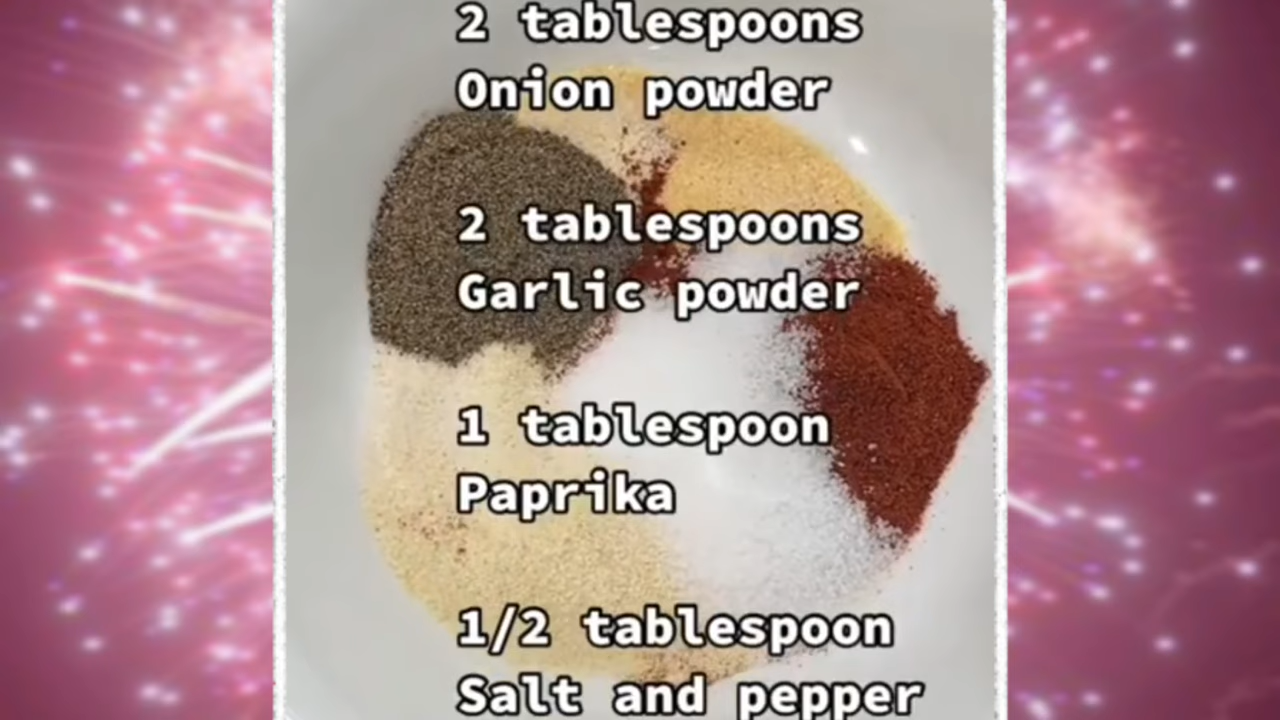 2 tablespoons
Onion powder
2 tablespoons
Garlic powder
1 tablespoon
Paprika
1/2 tablespoon
Salt and pepper